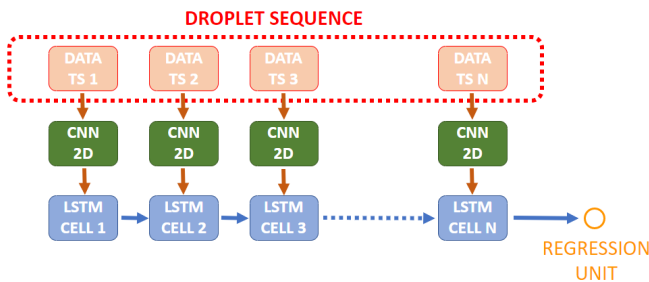 DROPLET SEQUENCE
DATA TS 1
DATA TS 2
DATA TS 3
DATA TS N
CNN 2D
CNN 2D
CNN 2D
CNN 2D
LSTM CELL 1
LSTM CELL 2
LSTM CELL 3
LSTM CELL N
REGRESSION
UNIT